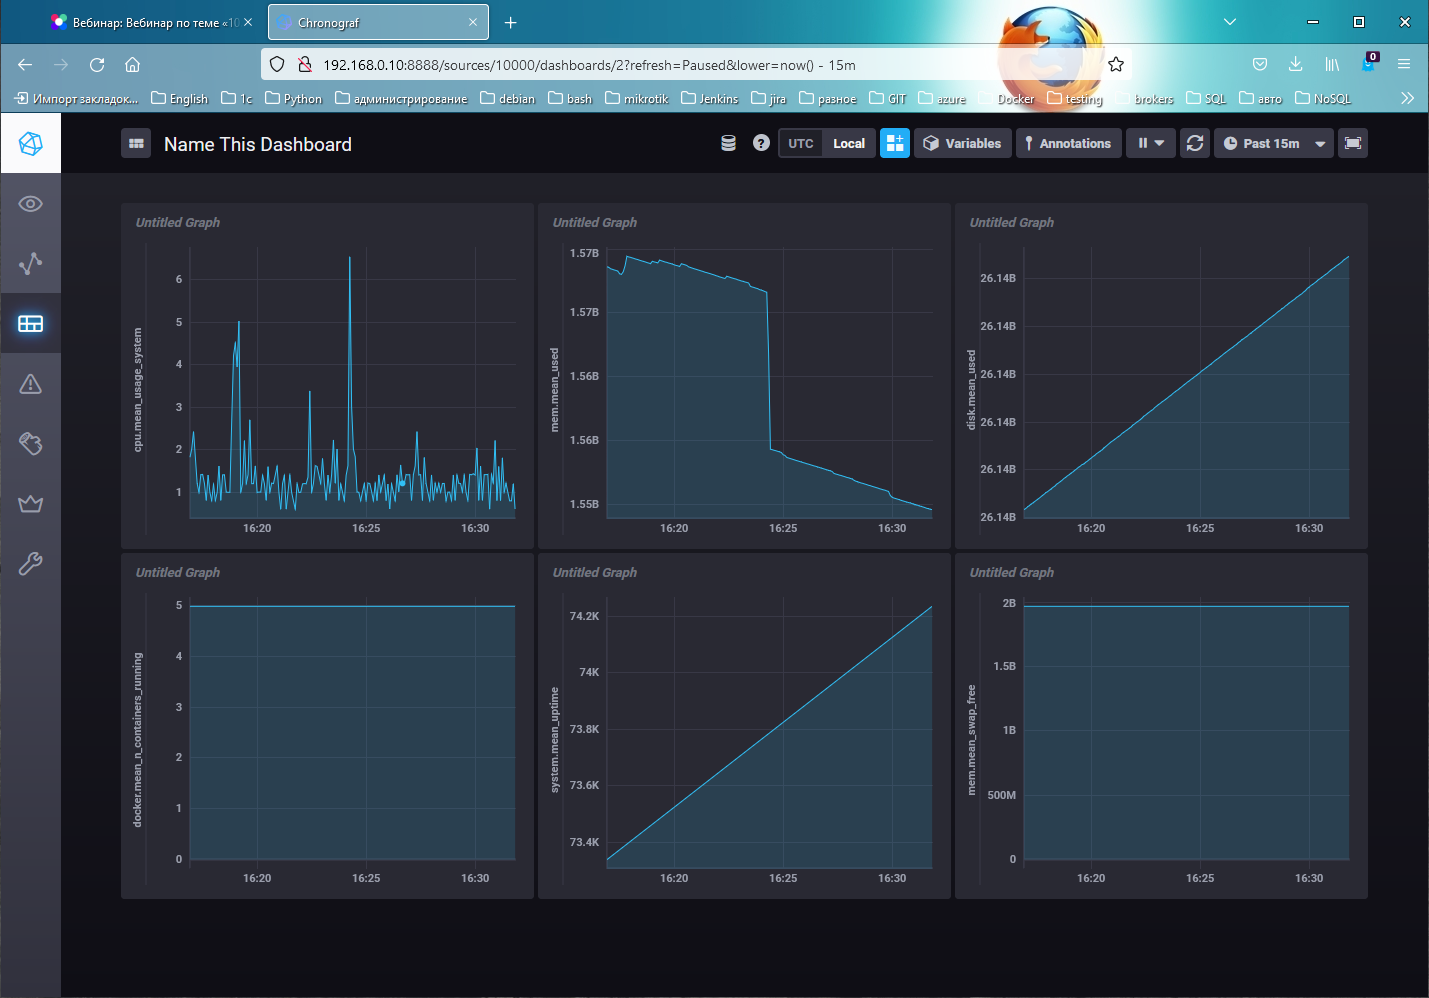 Вебинар: Вебинар по теме «10
Chronograf
192.168.0.10:8888/sources/10000/dashboards/2?refresh=Paused&lower=now() - 15m
0
Импорт закладок...
English
1c
Python
администрирование
debian
bash
mikrotik
Jenkins
jira
разное
GIT
azure
Docker
testing
brokers
SQL
авто
NoSQL
Name This Dashboard
UTC
Local
Variables
Annotations
Past 15m
Untitled Graph
cpu.mean_usage_system
6
5
4
3
2
1
16:20
16:25
16:30
Untitled Graph
mem.mean_used
1.57B
1.57B
1.56B
1.56B
1.55B
16:20
16:25
16:30
Untitled Graph
disk.mean_used
26.14B
26.14B
26.14B
26.14B
26.14B
26.14B
16:20
16:25
16:30
Untitled Graph
docker.mean_n_containers_running
5
4
3
2
1
0
16:20
16:25
16:30
Untitled Graph
system.mean_uptime
74.2K
74K
73.8K
73.6K
73.4K
16:20
16:25
16:30
Untitled Graph
mem.mean_swap_free
2B
1.5B
1B
500M
0
16:20
16:25
16:30